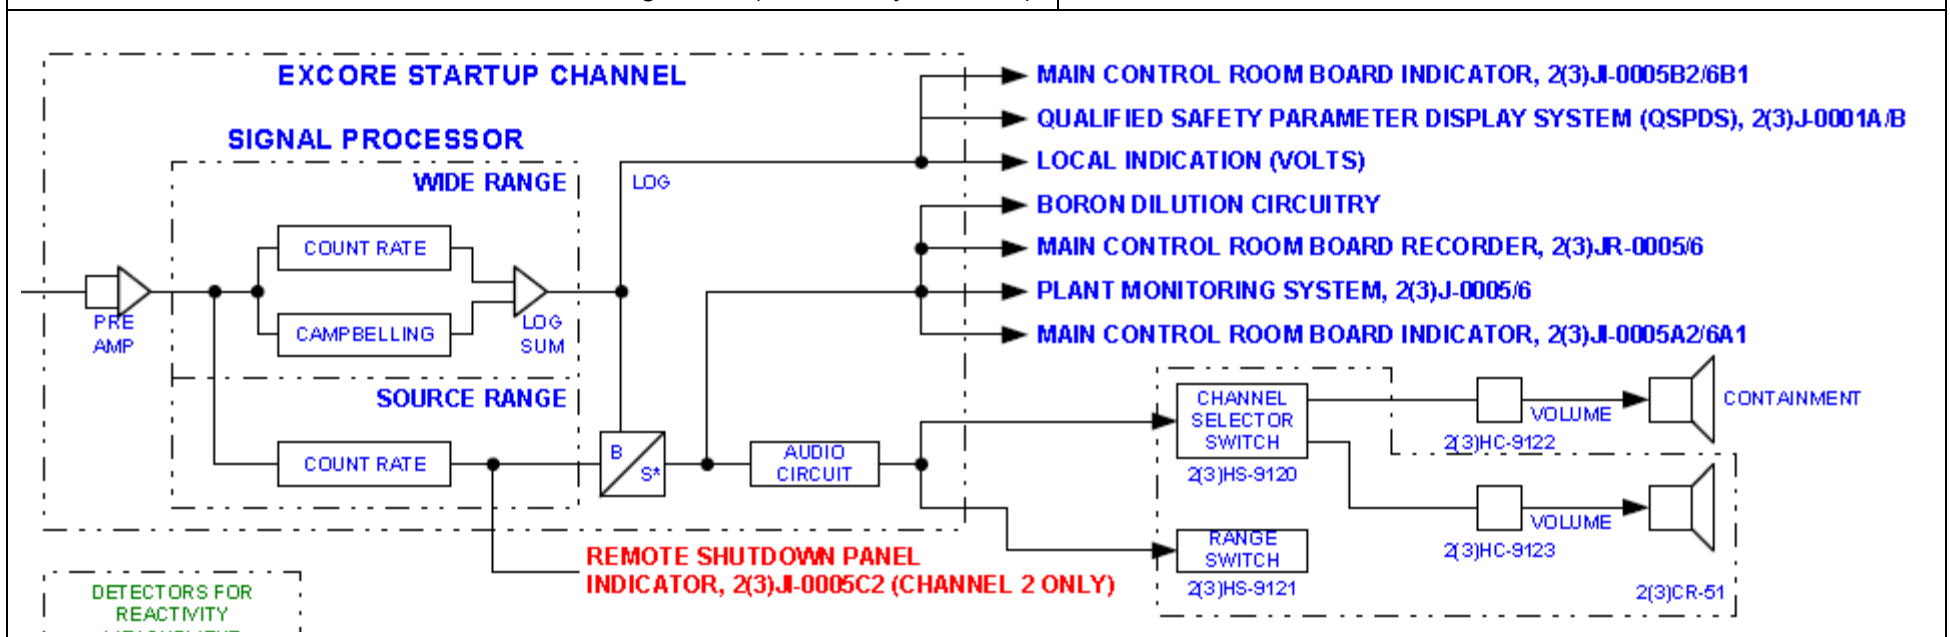 EXCORE STARTUP CHANNEL
SIGNAL PROCESSOR
WIDE RANGE
LOG
COUNT RATE
CAMPBELLING
PRE
AMP
LOG
SUM
SOURCE RANGE
COUNT RATE
B
S*
AUDIO
CIRCUIT
MAIN CONTROL ROOM BOARD INDICATOR, 2(3)JI-0005B2/6B1
QUALIFIED SAFETY PARAMETER DISPLAY SYSTEM (QSPDS), 2(3)J-0001A/B
LOCAL INDICATION (VOLTS)
BORON DILUTION CIRCUITRY
MAIN CONTROL ROOM BOARD RECORDER, 2(3)JR-0005/6
PLANT MONITORING SYSTEM, 2(3)J-0005/6
MAIN CONTROL ROOM BOARD INDICATOR, 2(3)JI-0005A2/6A1
CHANNEL
SELECTOR
SWITCH
2(3)HS-9120
VOLUME
2(3)HC-9122
CONTAINMENT
VOLUME
2(3)HC-9123
RANGE
SWITCH
2(3)HS-9121
2(3)CR-51
REMOTE SHUTDOWN PANEL
INDICATOR, 2(3)JI-0005C2 (CHANNEL 2 ONLY)
DETECTORS FOR
REACTIVITY